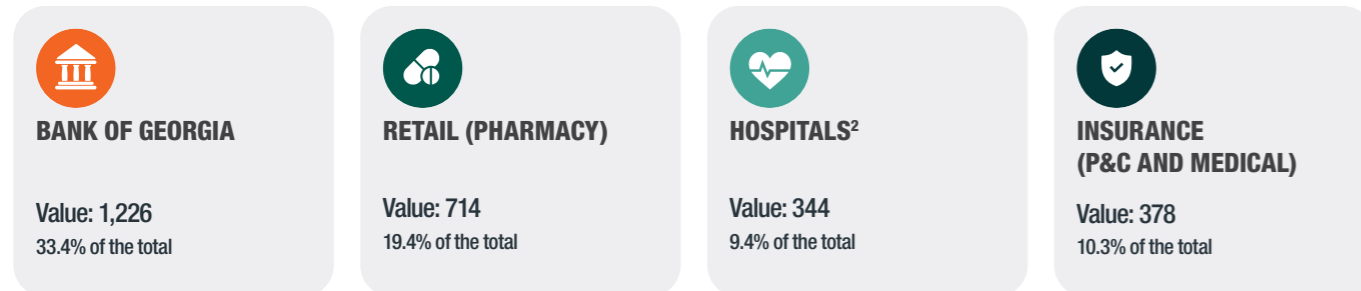 BANK OF GEORGIA
Value: 1,226
33.4% of the total
RETAIL (PHARMACY)
Value: 714
19.4% of the total
HOSPITALS²
Value: 344
9.4% of the total
INSURANCE
(P&C AND MEDICAL)
Value: 378
10.3% of the total